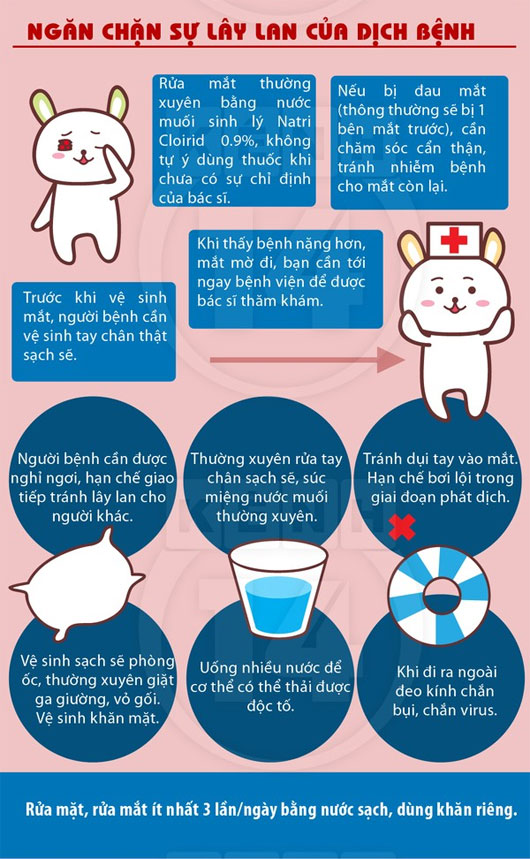 NGĂN CHẶN SỰ LÂY LAN CỦA DỊCH BỆNH
Rửa mắt thường
xuyên bằng nước
muối sinh lý Natri
Cloirid 0.9%, không
tự ý dùng thuốc khi
chưa có sự chỉ định
của bác sĩ.
Nếu bị đau mắt
(thông thường sẽ bị 1
bên mắt trước), cần
chăm sóc cẩn thận,
tránh nhiễm bệnh
cho mắt còn lại.
Khi thấy bệnh nặng hơn,
mắt mờ đi, bạn cần tới
ngay bệnh viện để được
bác sĩ thăm khám.
Trước khi vệ sinh
mắt, người bệnh cần
vệ sinh tay chân thật
sạch sẽ.
Người bệnh cần được
nghỉ ngơi, hạn chế giao
tiếp tránh lây lan cho
người khác.
Thường xuyên rửa tay
chân sạch sẽ, súc
miệng nước muối
thường xuyên.
Tránh dụi tay vào mắt.
Hạn chế bơi lội trong
giai đoạn phát dịch.
Vệ sinh sạch sẽ phòng
ốc, thường xuyên giặt
ga giường, vỏ gối.
Vệ sinh khăn mặt.
Uống nhiều nước để
cơ thể có thể thải được
độc tố.
Khi đi ra ngoài
đeo kính chắn
bụi, chắn virus.
Rửa mặt, rửa mắt ít nhất 3 lần/ngày bằng nước sạch, dùng khăn riêng.
KÊNH
14